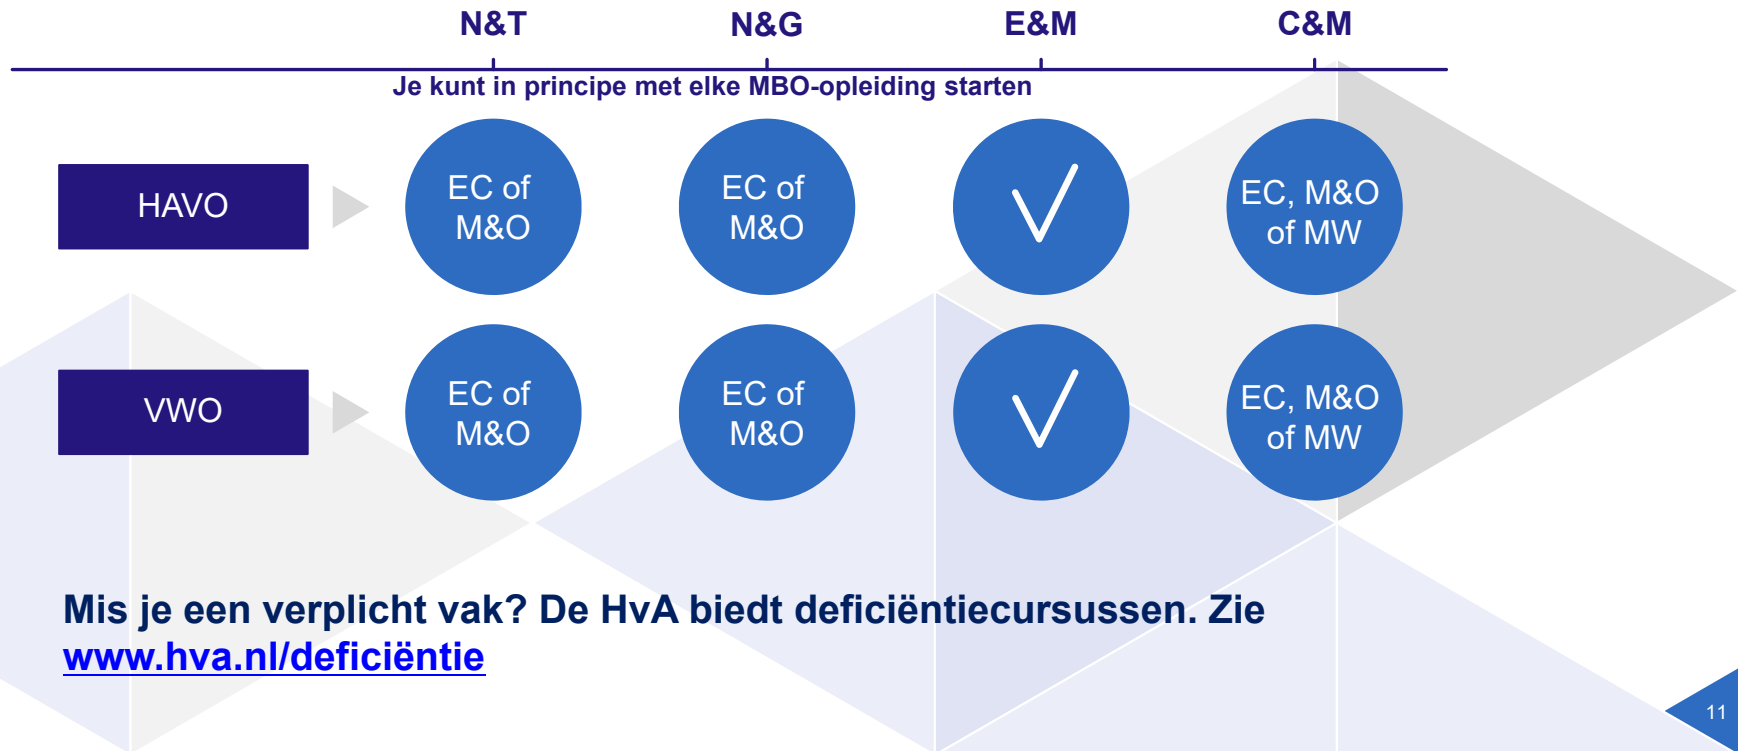 N&T N&G E&M C&M
Je kunt in principe met elke MBO-opleiding starten
HAVO
EC of
M&O
EC of
M&O
EC, M&O
of MW
VWO
EC of
M&O
EC of
M&O
EC, M&O
of MW
Mis je een verplicht vak? De HvA biedt deficiëntiecursussen. Zie
www.hva.nl/deficiëntie
11